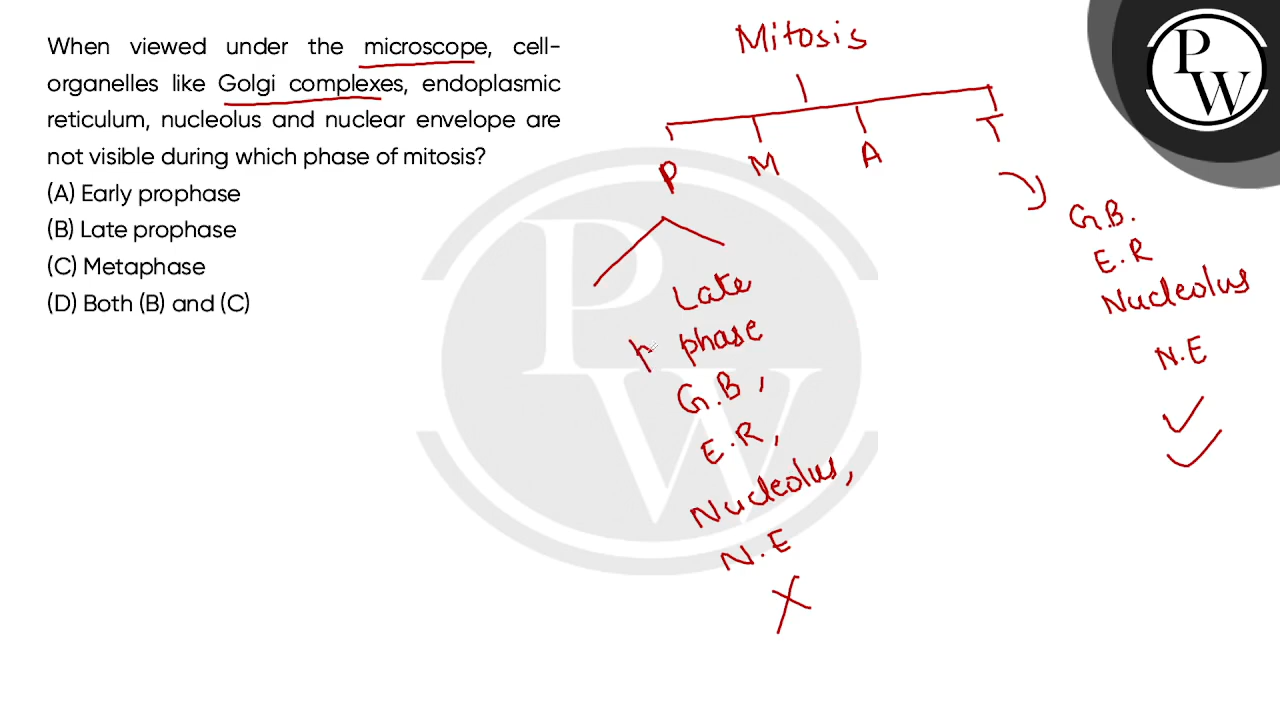 When viewed under the microscope, cell-
organelles like Golgi complexes, endoplasmic
reticulum, nucleolus and nuclear envelope are
not visible during which phase of mitosis?
(A) Early prophase
(B) Late prophase
(C) Metaphase
(D) Both (B) and (C)
Mitosis
P M A T
Late
p phase
G.B,
E.R,
Nucleolus,
N.E
G.B.
E.R
Nucleolus
N.E
P
W
P
W